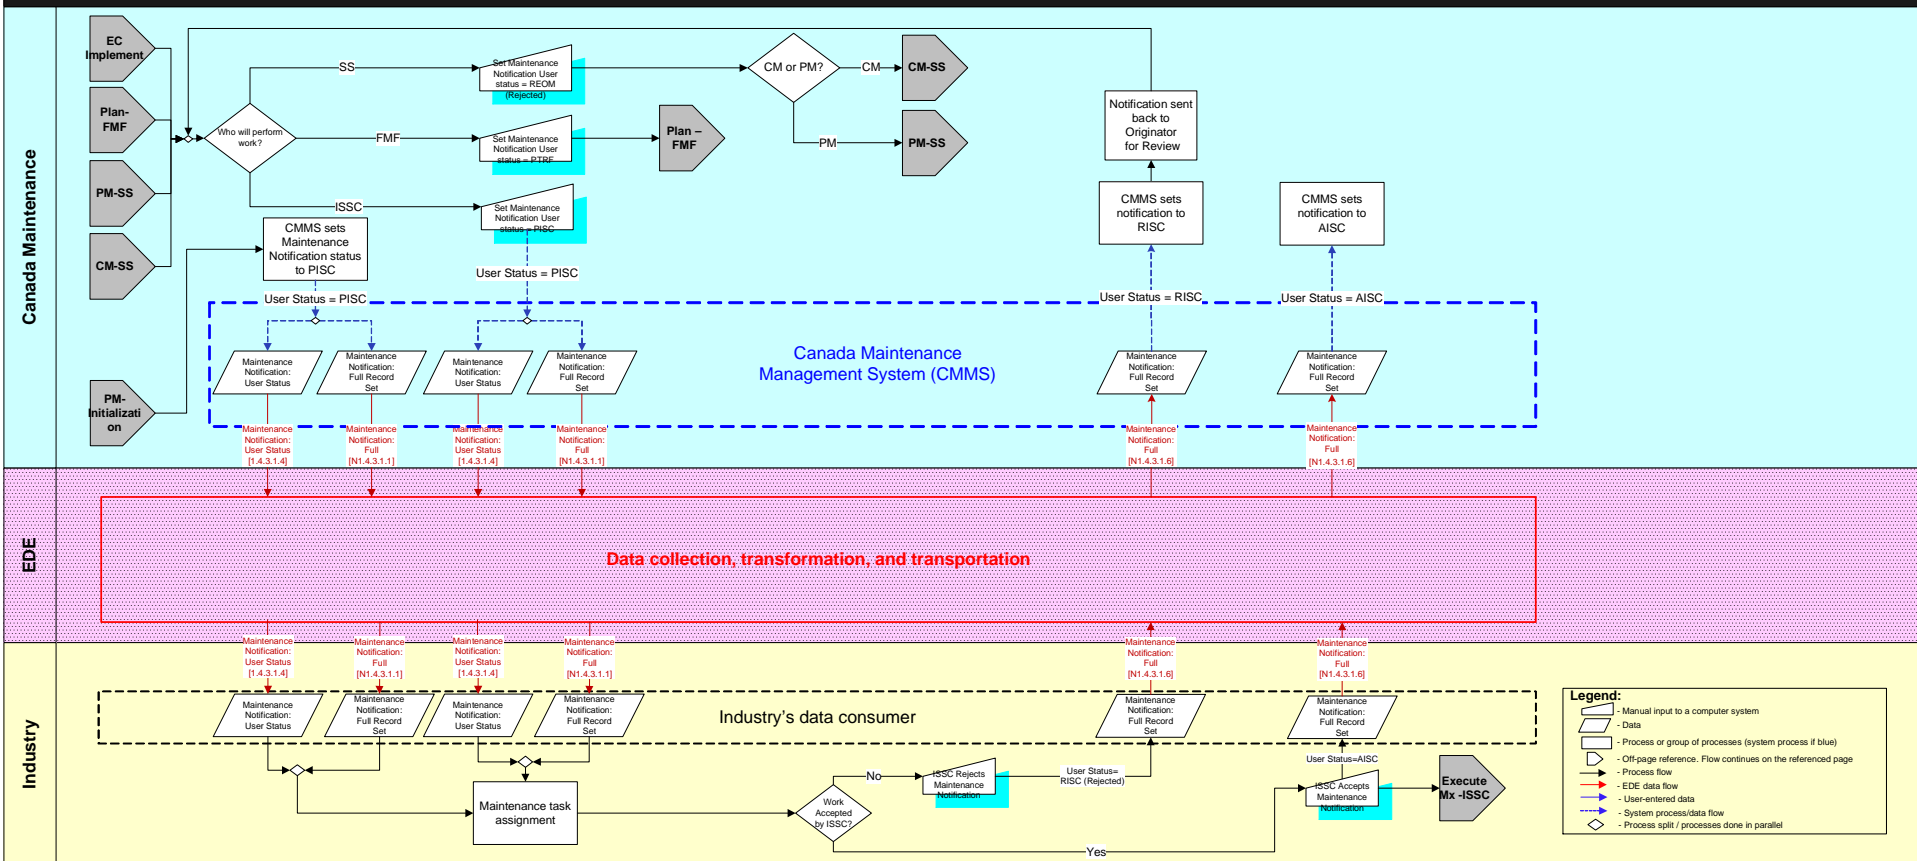 Canada Maintenance
EC
Implement
Plan-
FMF
PM-SS
CM-SS
PM-
Initializati
on
Who will perform
work?
SS
FMF
ISSC
Set Maintenance
Notification User
status = REOM
(Rejected)
Set Maintenance
Notification User
status = PTRF
Set Maintenance
Notification User
status = PISC
CM or PM?
CM
PM
CM-SS
PM-SS
Plan –
FMF
Notification sent
back to
Originator
for Review
CMMS sets
notification to
RISC
CMMS sets
notification to
AISC
CMMS sets
Maintenance
Notification status
to PISC
User Status = PISC
User Status = PISC
User Status = RISC
User Status = AISC
Canada Maintenance
Management System (CMMS)
Maintenance
Notification:
User Status
Maintenance
Notification:
Full Record
Set
Maintenance
Notification:
User Status
Maintenance
Notification:
Full Record
Set
Maintenance
Notification:
Full Record
Set
Maintenance
Notification:
Full Record
Set
Maintenance
Notification:
User Status
[1.4.3.1.4]
Maintenance
Notification:
Full
[N1.4.3.1.1]
Maintenance
Notification:
User Status
[1.4.3.1.4]
Maintenance
Notification:
Full
[N1.4.3.1.1]
Maintenance
Notification:
Full
[N1.4.3.1.6]
Maintenance
Notification:
Full
[N1.4.3.1.6]
EDE
Data collection, transformation, and transportation
Industry
Maintenance
Notification:
User Status
[1.4.3.1.4]
Maintenance
Notification:
Full
[N1.4.3.1.1]
Maintenance
Notification:
User Status
[1.4.3.1.4]
Maintenance
Notification:
Full
[N1.4.3.1.1]
Maintenance
Notification:
Full
[N1.4.3.1.6]
Maintenance
Notification:
Full
[N1.4.3.1.6]
Maintenance
Notification:
User Status
Maintenance
Notification:
Full Record
Set
Maintenance
Notification:
User Status
Maintenance
Notification:
Full Record
Set
Industry's data consumer
Maintenance
Notification:
Full Record
Set
Maintenance
Notification:
Full Record
Set
Maintenance task
assignment
Work
Accepted
by ISSC?
No
Yes
ISSC Rejects
Maintenance
Notification
User Status=
RISC (Rejected)
User Status=AISC
ISSC Accepts
Maintenance
Notification
Execute
Mx -ISSC
Legend:
- Manual input to a computer system
- Data
- Process or group of processes (system process if blue)
- Off-page reference. Flow continues on the referenced page
- Process flow
- EDE data flow
- User-entered data
- System process/data flow
- Process split / processes done in parallel